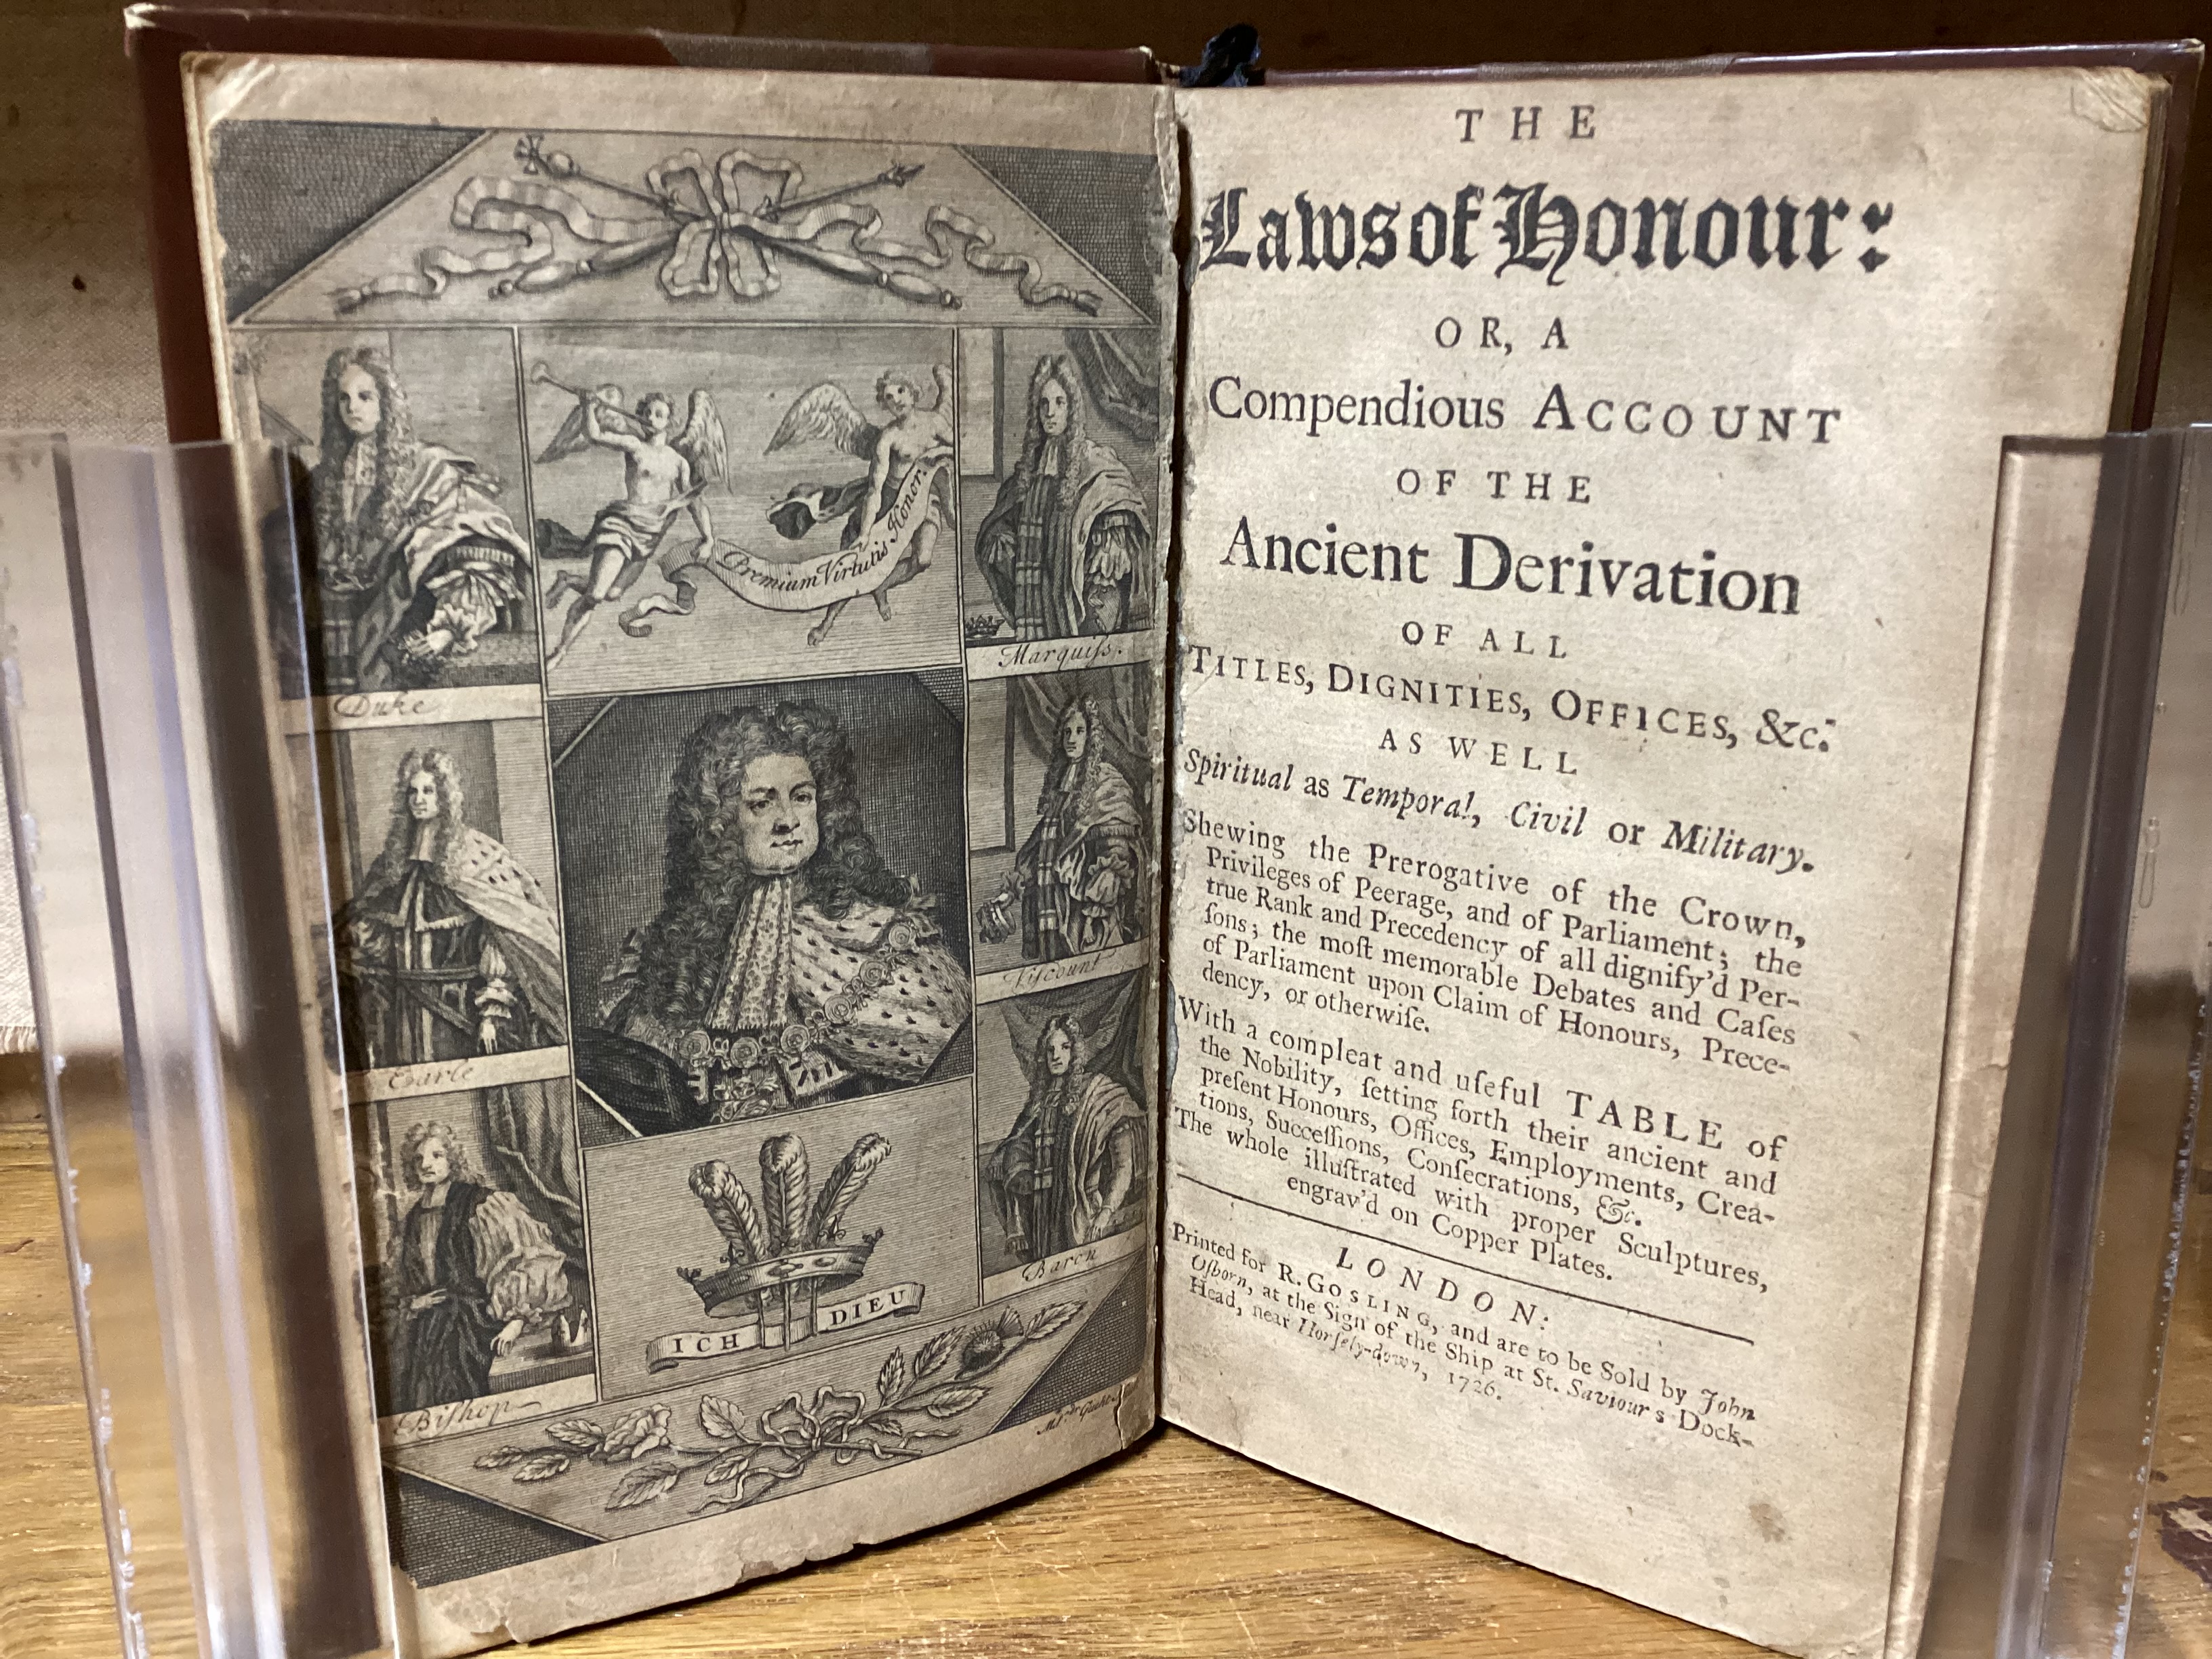 Premium Virtutis Honor.
Duke
Marquiſs.
Earle
Viſcount
Biſhop
Baron
ICH DIEU
THE
Laws of Honour:
OR, A
Compendious ACCOUNT
OF THE
Ancient Derivation
OF ALL
TITLES, DIGNITIES, OFFICES, &c.
AS WELL
Spiritual as Temporal, Civil or Military.
Shewing the Prerogative of the Crown,
Privileges of Peerage, and of Parliament; the
true Rank and Precedency of all dignify'd Per-
ſons; the moſt memorable Debates and Caſes
of Parliament upon Claim of Honours, Prece-
dency, or otherwiſe.
With a compleat and uſeful TABLE of
the Nobility, ſetting forth their ancient and
preſent Honours, Offices, Employments, Crea-
tions, Succeſſions, Conſecrations, &c.
The whole illuſtrated with proper Sculptures,
engrav'd on Copper Plates.
LONDON:
Printed for R. GOSLING, and are to be Sold by John
Oſborn, at the Sign of the Ship at St. Saviours Dock-
Head, near Horſely-down, 1726.